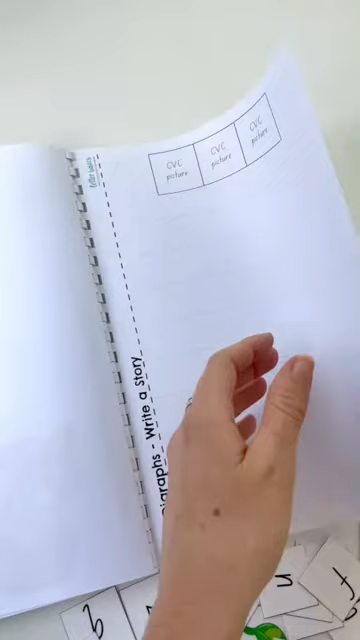 CVC
picture
CVC
picture
CVC
picture
igraphs - Write a story
g
u
f